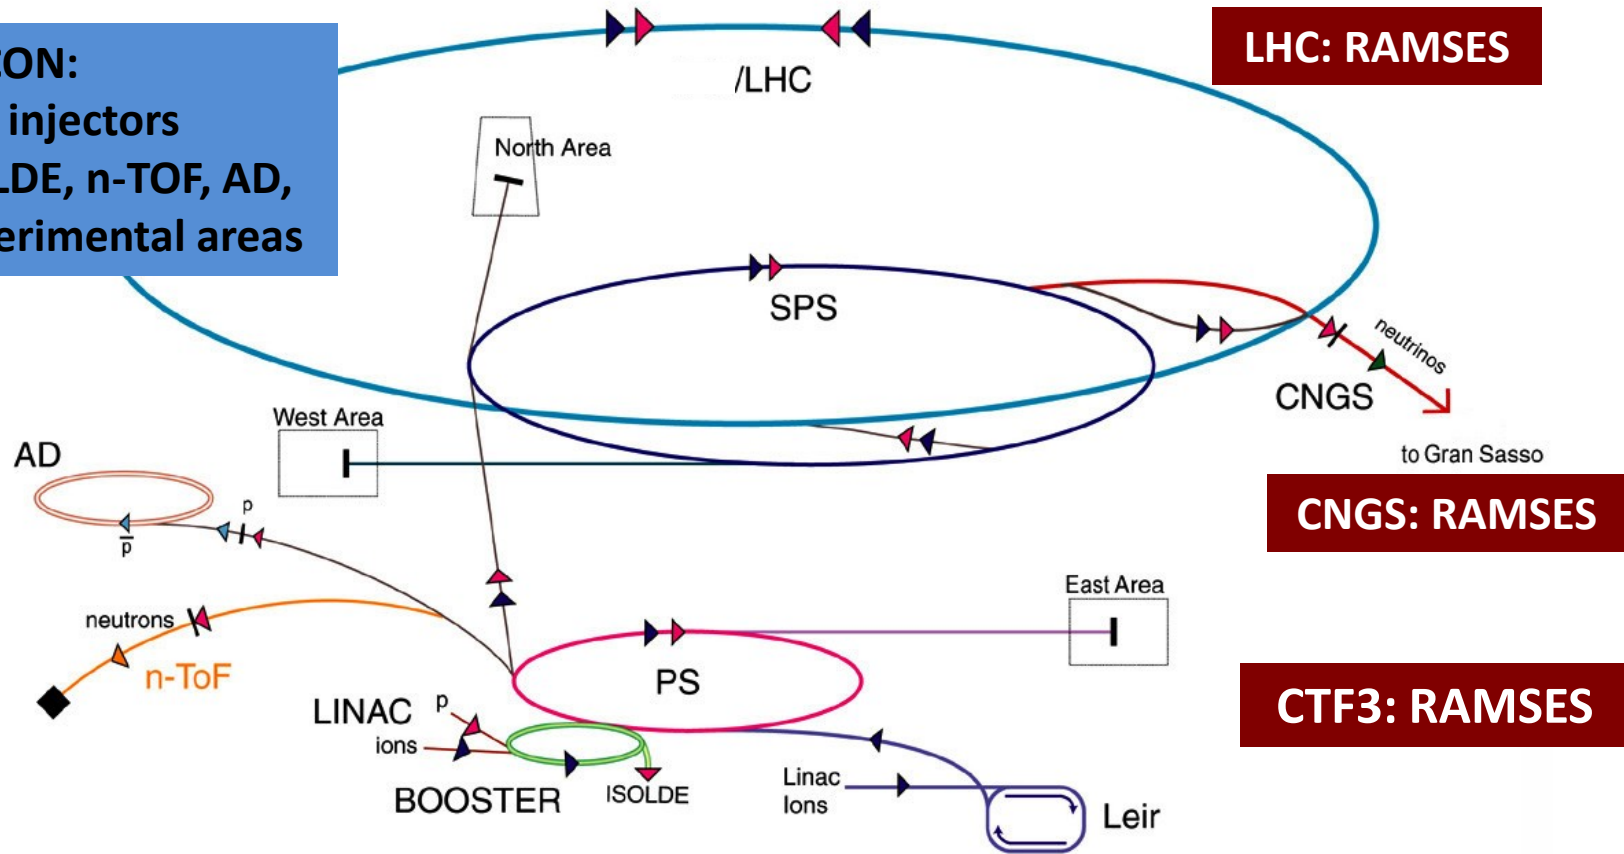 LHC: RAMSES
CON:
injectors
LDE, n-TOF, AD,
erimental areas
/LHC
North Area
SPS
neutrinos
CNGS
West Area
to Gran Sasso
AD
p
p
CNGS: RAMSES
East Area
neutrons
n-ToF
PS
CTF3: RAMSES
LINAC
p
ions
BOOSTER
ISOLDE
Linac
Ions
Leir